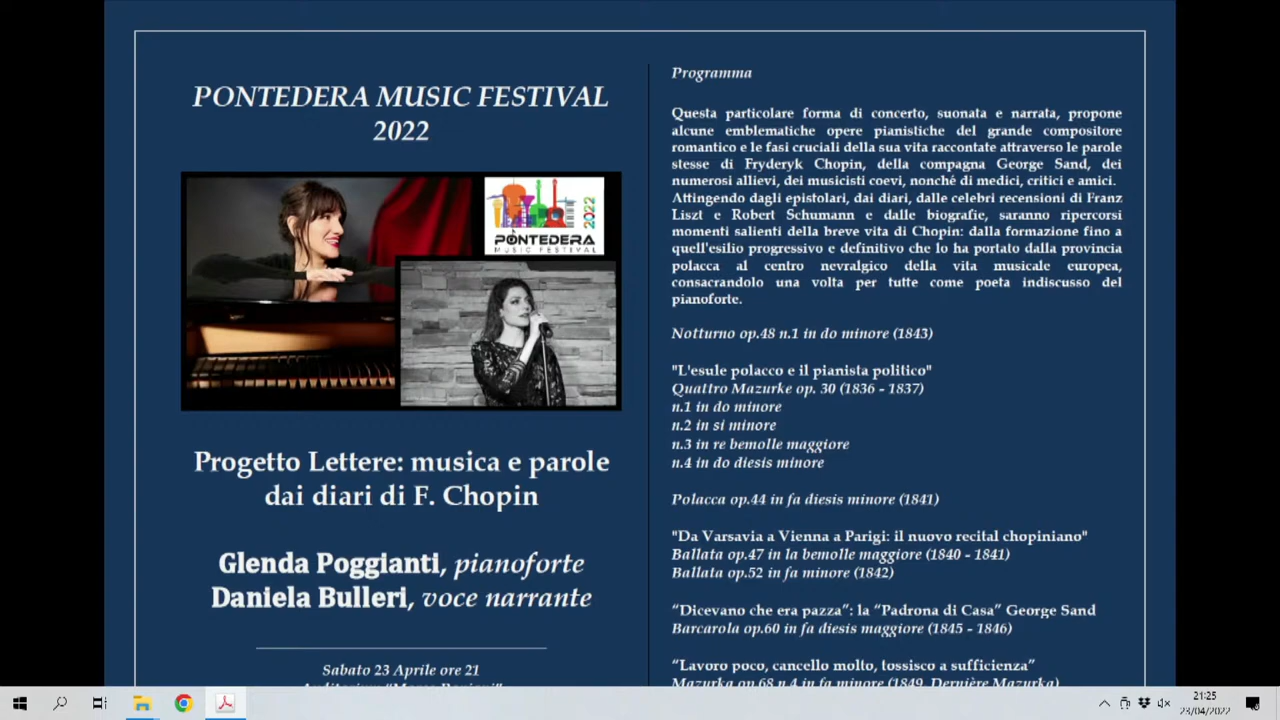 PONTEDERA MUSIC FESTIVAL
2022
2022
PONTEDERA
MUSIC FESTIVAL
Progetto Lettere: musica e parole
dai diari di F. Chopin
Glenda Poggianti, pianoforte
Daniela Bulleri, voce narrante
Sabato 23 Aprile ore 21
Programma
Questa particolare forma di concerto, suonata e narrata, propone
alcune emblematiche opere pianistiche del grande compositore
romantico e le fasi cruciali della sua vita raccontate attraverso le parole
stesse di Fryderyk Chopin, della compagna George Sand, dei
numerosi allievi, dei musicisti coevi, nonchè di medici, critici e amici.
Attingendo dagli epistolari, dai diari, dalle celebri recensioni di Franz
Liszt e Robert Schumann e dalle biografie, saranno ripercorsi
momenti salienti della breve vita di Chopin: dalla formazione fino a
quell'esilio progressivo e definitivo che lo ha portato dalla provincia
polacca al centro nevralgico della vita musicale europea,
consacrandolo una volta per tutte come poeta indiscusso del
pianoforte.
Notturno op.48 n.1 in do minore (1843)
"L'esule polacco e il pianista politico"
Quattro Mazurke op. 30 (1836 - 1837)
n.1 in do minore
n.2 in si minore
n.3 in re bemolle maggiore
n.4 in do diesis minore
Polacca op.44 in fa diesis minore (1841)
"Da Varsavia a Vienna a Parigi: il nuovo recital chopiniano"
Ballata op.47 in la bemolle maggiore (1840 - 1841)
Ballata op.52 in fa minore (1842)
“Dicevano che era pazza”: la “Padrona di Casa” George Sand
Barcarola op.60 in fa diesis maggiore (1845 - 1846)
“Lavoro poco, cancello molto, tossisco a sufficienza”
Mazurka op.68 n.4 in fa minore (1849, Dernière Mazurka)
21:25
23/04/2022